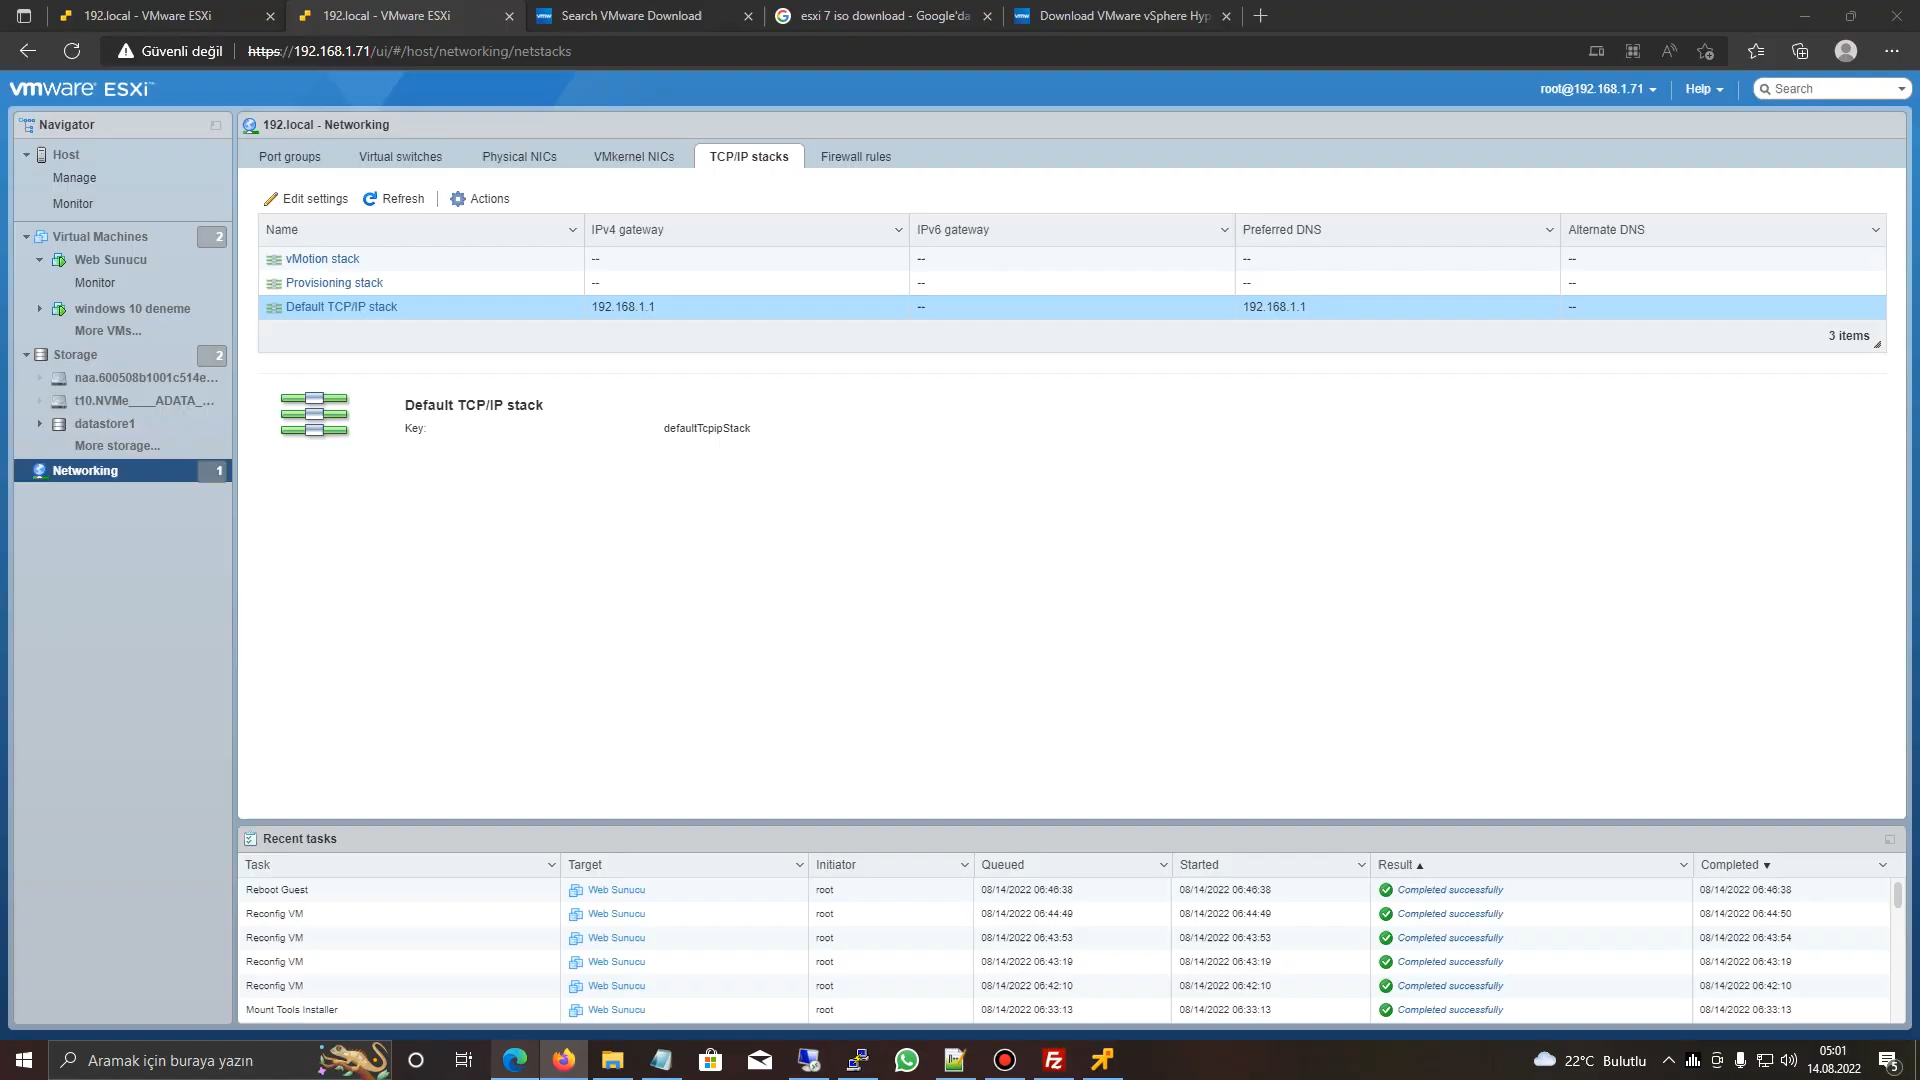 192.local - VMware ESXi
192.local - VMware ESXi
Search VMware Download
esxi 7 iso download - Google'da
Download VMware vSphere Hyp
Güvenli değil
https://192.168.1.71/ui/#/host/networking/netstacks
vmware ESXi
root@192.168.1.71
Help
Search
Navigator
Host
Manage
Monitor
Virtual Machines 2
Web Sunucu
Monitor
windows 10 deneme
More VMs...
Storage 2
naa.600508b1001c514e...
t10.NVMe____ADATA_...
datastore1
More storage...
Networking 1
192.local - Networking
Port groups Virtual switches Physical NICs VMkernel NICs TCP/IP stacks Firewall rules
Edit settings Refresh Actions
Name IPv4 gateway IPv6 gateway Preferred DNS Alternate DNS
vMotion stack -- -- -- --
Provisioning stack -- -- -- --
Default TCP/IP stack 192.168.1.1 -- 192.168.1.1 --
3 items
Default TCP/IP stack
Key: defaultTcpipStack
Recent tasks
Task Target Initiator Queued Started Result Completed
Reboot Guest Web Sunucu root 08/14/2022 06:46:38 08/14/2022 06:46:38 Completed successfully 08/14/2022 06:46:38
Reconfig VM Web Sunucu root 08/14/2022 06:44:49 08/14/2022 06:44:49 Completed successfully 08/14/2022 06:44:50
Reconfig VM Web Sunucu root 08/14/2022 06:43:53 08/14/2022 06:43:53 Completed successfully 08/14/2022 06:43:54
Reconfig VM Web Sunucu root 08/14/2022 06:43:19 08/14/2022 06:43:19 Completed successfully 08/14/2022 06:43:19
Reconfig VM Web Sunucu root 08/14/2022 06:42:10 08/14/2022 06:42:10 Completed successfully 08/14/2022 06:42:10
Mount Tools Installer Web Sunucu root 08/14/2022 06:33:13 08/14/2022 06:33:13 Completed successfully 08/14/2022 06:33:13
Aramak için buraya yazın
22°C Bulutlu
05:01
14.08.2022
5